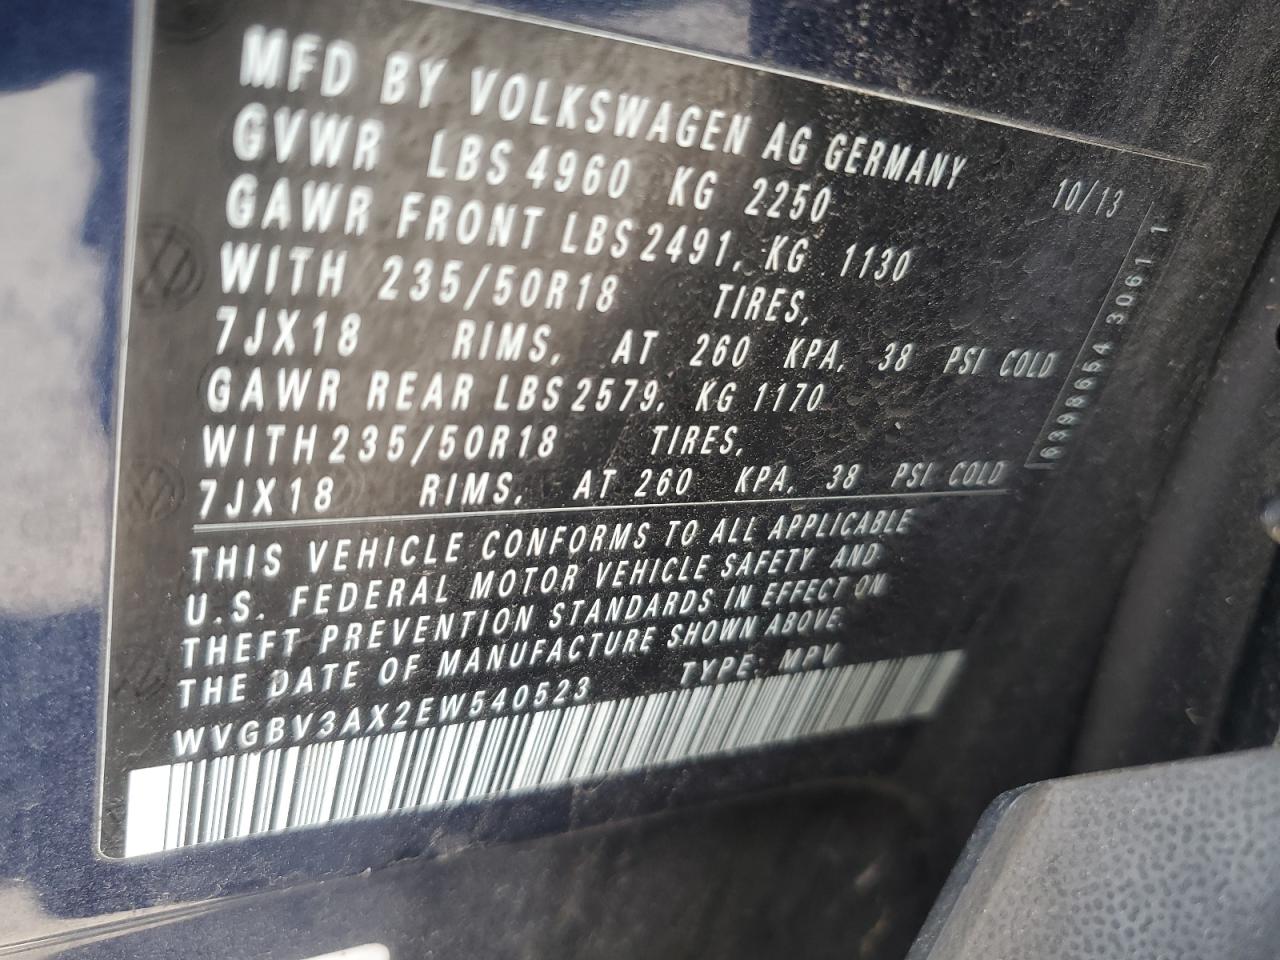 MFD BY VOLKSWAGEN AG GERMANY
GVWR LBS 4960 KG 2250 10/13
GAWR FRONT LBS 2491, KG 1130
WITH 235/50R18 TIRES,
7JX18 RIMS, AT 260 KPA, 38 PSI COLD
GAWR REAR LBS 2579, KG 1170
WITH 235/50R18 TIRES,
7JX18 RIMS, AT 260 KPA, 38 PSI COLD
THIS VEHICLE CONFORMS TO ALL APPLICABLE
U.S. FEDERAL MOTOR VEHICLE SAFETY AND
THEFT PREVENTION STANDARDS IN EFFECT ON
THE DATE OF MANUFACTURE SHOWN ABOVE.
WVGBV3AX2EW540523 TYPE: MPV